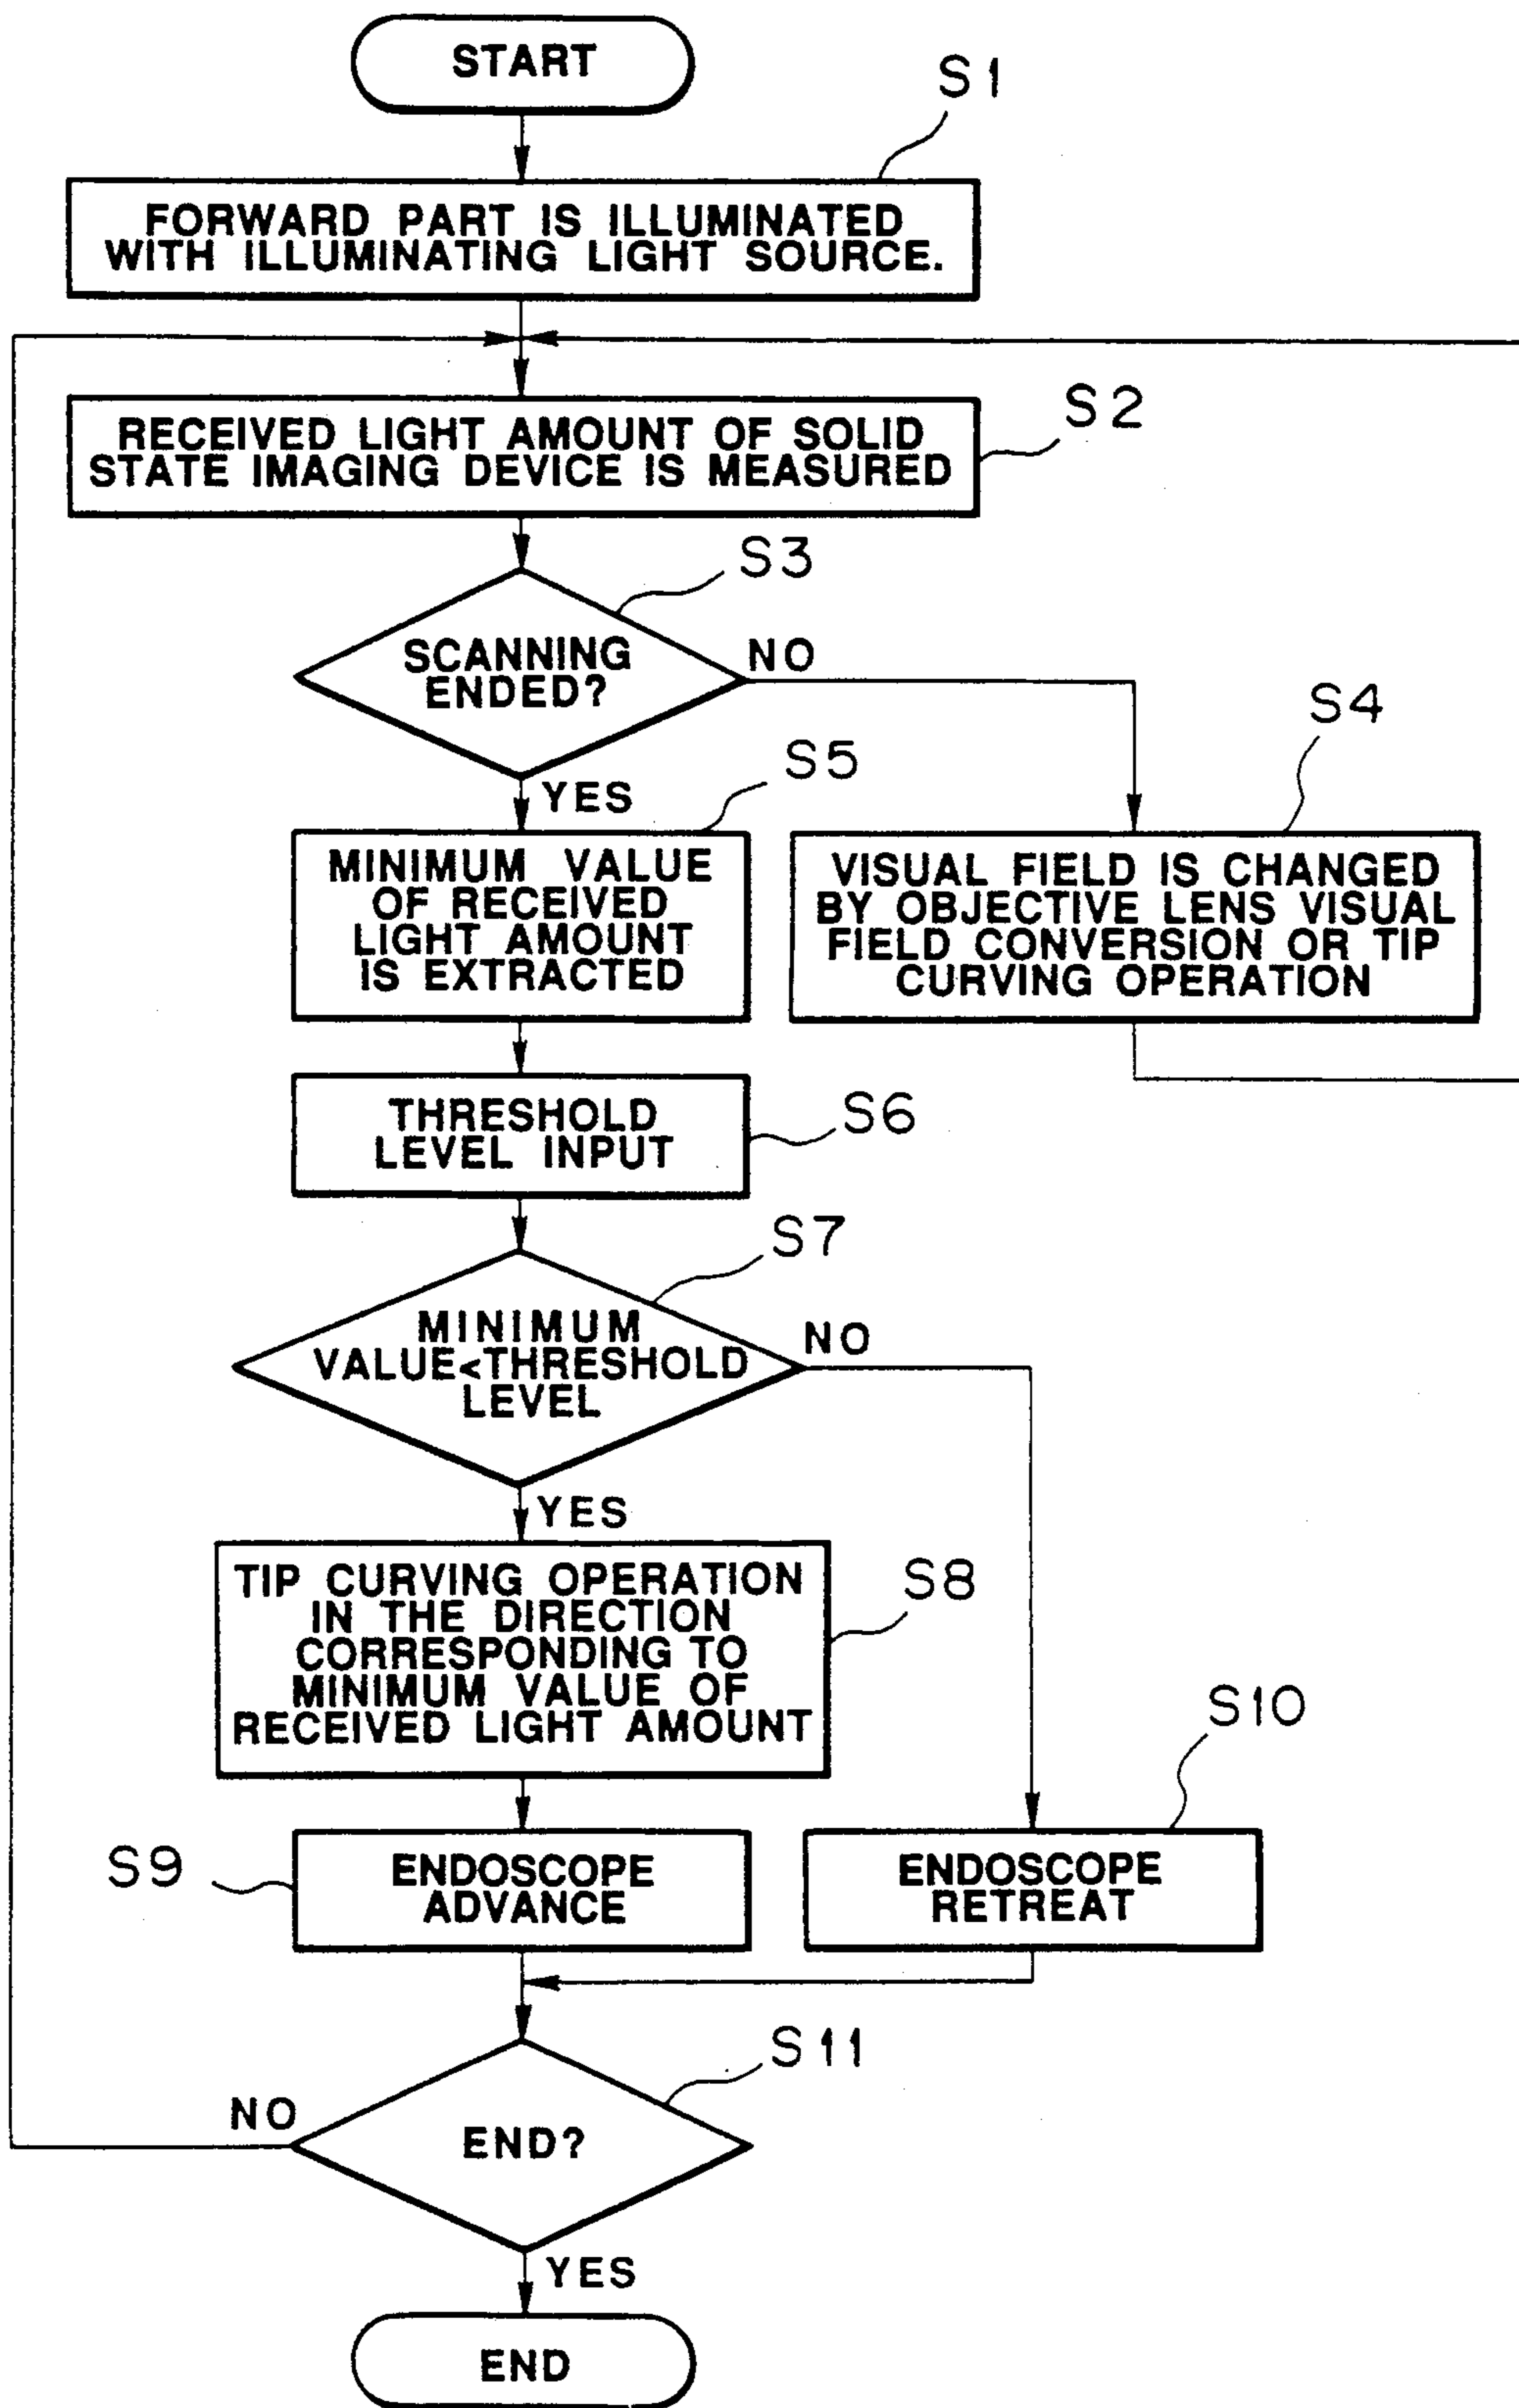 START
S1
FORWARD PART IS ILLUMINATED
WITH ILLUMINATING LIGHT SOURCE.
S2
RECEIVED LIGHT AMOUNT OF SOLID
STATE IMAGING DEVICE IS MEASURED
S3
SCANNING
ENDED?
NO
YES
S4
VISUAL FIELD IS CHANGED
BY OBJECTIVE LENS VISUAL
FIELD CONVERSION OR TIP
CURVING OPERATION
S5
MINIMUM VALUE
OF RECEIVED
LIGHT AMOUNT
IS EXTRACTED
S6
THRESHOLD
LEVEL INPUT
S7
MINIMUM
VALUE<THRESHOLD
LEVEL
NO
YES
S8
TIP CURVING OPERATION
IN THE DIRECTION
CORRESPONDING TO
MINIMUM VALUE OF
RECEIVED LIGHT AMOUNT
S9
ENDOSCOPE
ADVANCE
S10
ENDOSCOPE
RETREAT
S11
END?
NO
YES
END